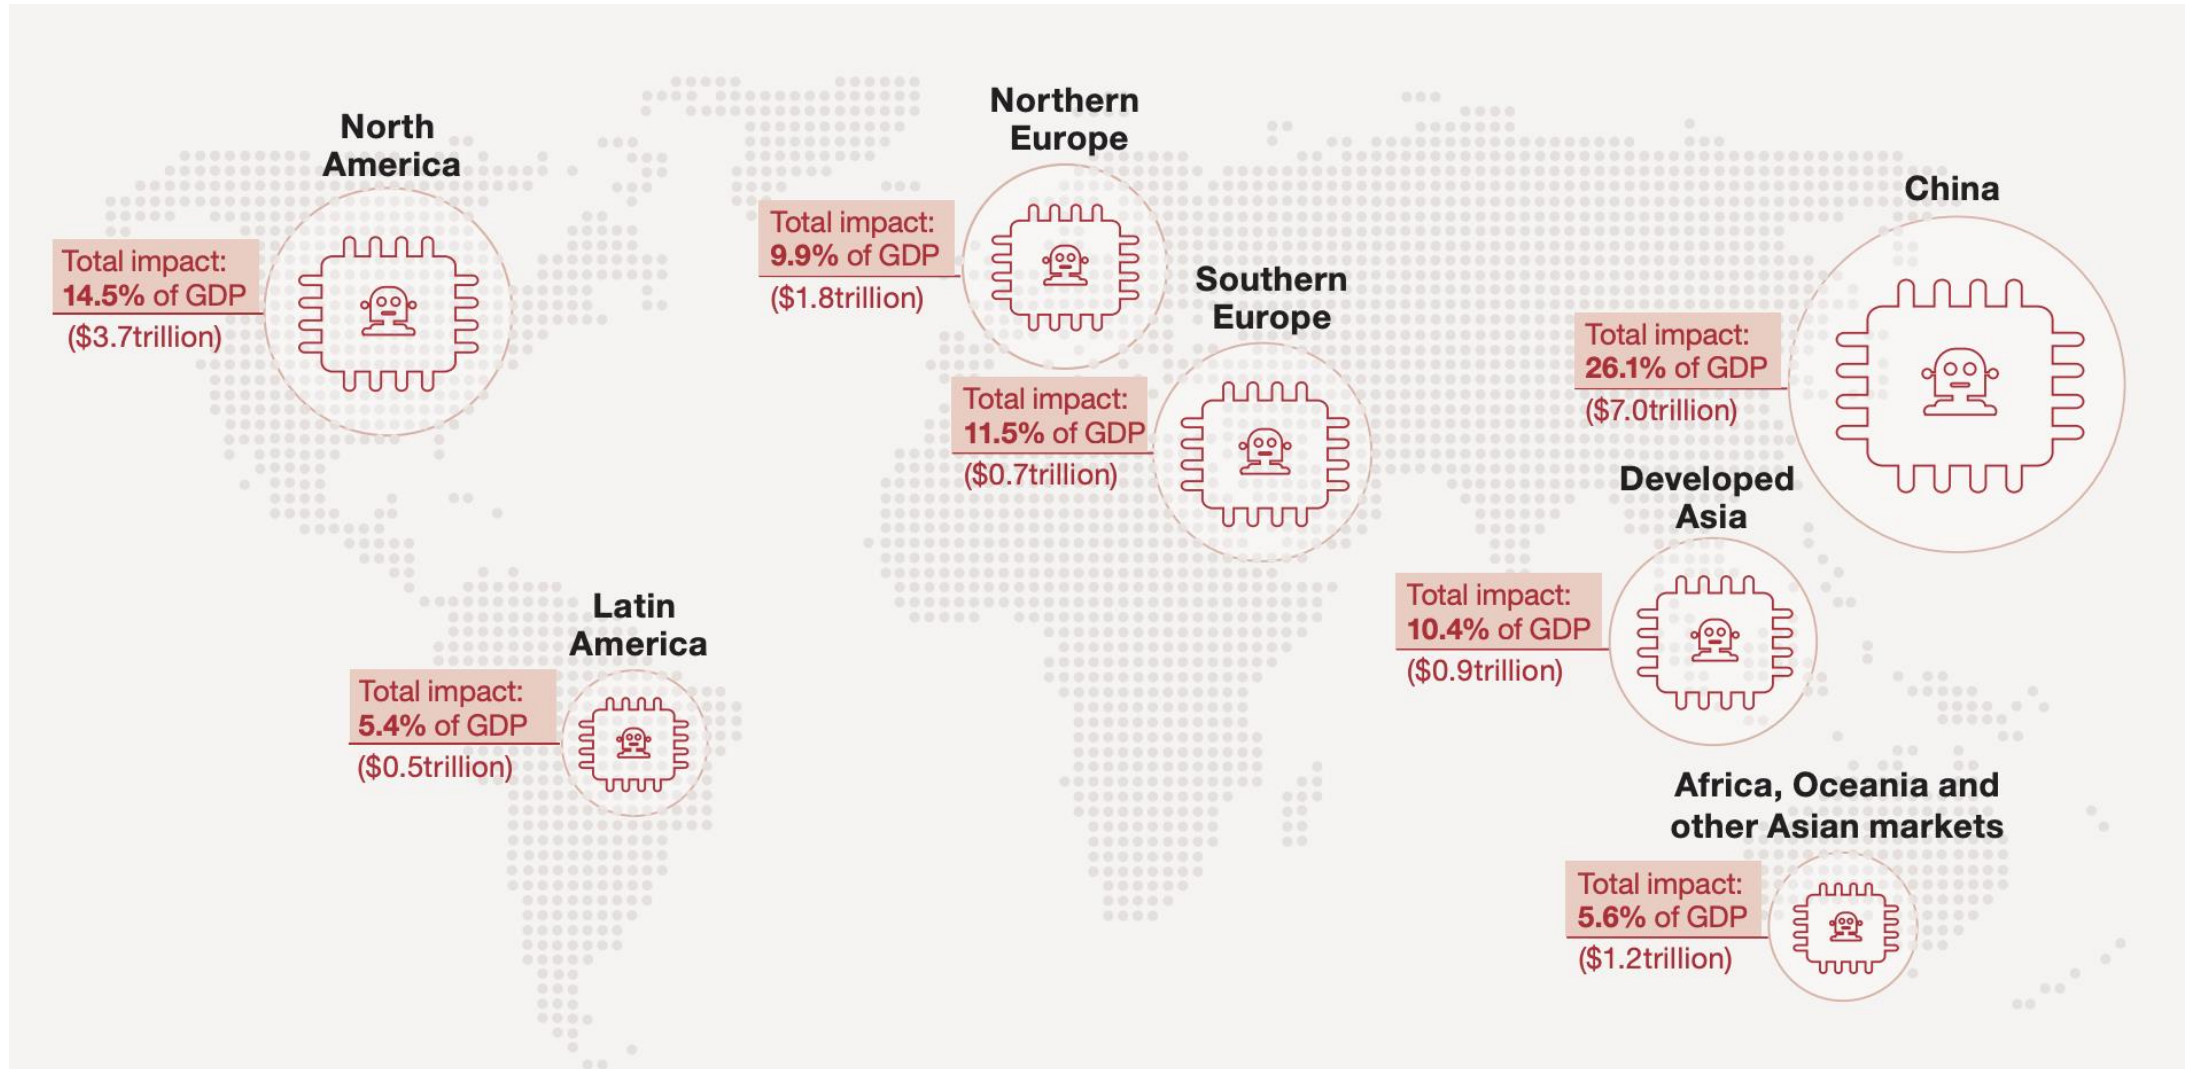 North
America
Total impact:
14.5% of GDP
($3.7trillion)
Northern
Europe
Total impact:
9.9% of GDP
($1.8trillion)
Southern
Europe
Total impact:
11.5% of GDP
($0.7trillion)
China
Total impact:
26.1% of GDP
($7.0trillion)
Developed
Asia
Total impact:
10.4% of GDP
($0.9trillion)
Latin
America
Total impact:
5.4% of GDP
($0.5trillion)
Africa, Oceania and
other Asian markets
Total impact:
5.6% of GDP
($1.2trillion)